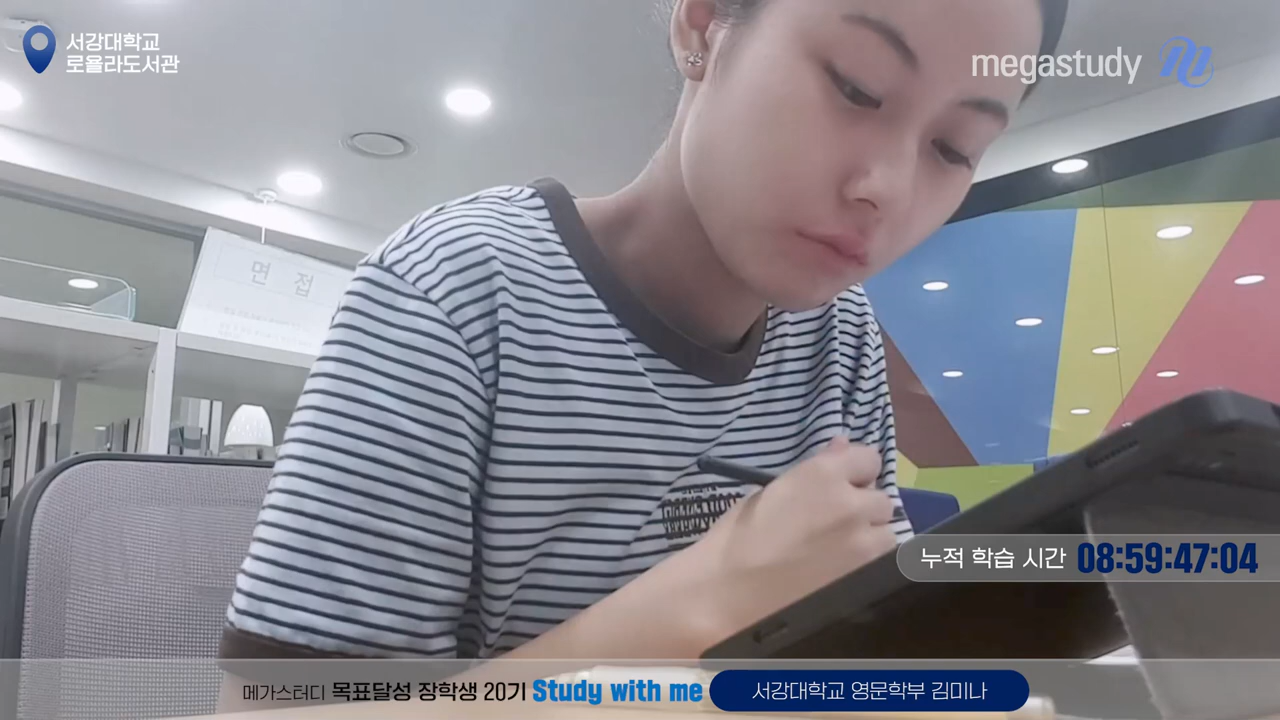 서강대학교
로욜라도서관
megastudy
면 접
누적 학습 시간 08:59:47:04
메가스터디 목표달성 장학생 20기 Study with me 서강대학교 영문학부 김미나